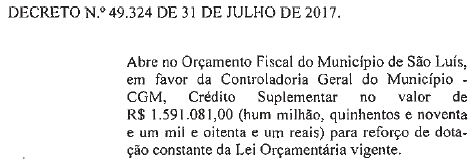 DECRETO N.º 49.324 DE 31 DE JULHO DE 2017.
Abre no Orçamento Fiscal do Município de São Luís,
em favor da Controladoria Geral do Município -
CGM, Crédito Suplementar no valor de
R$ 1.591.081,00 (hum milhão, quinhentos e noventa
e um mil e oitenta e um reais) para reforço de dota-
ção constante da Lei Orçamentária vigente.